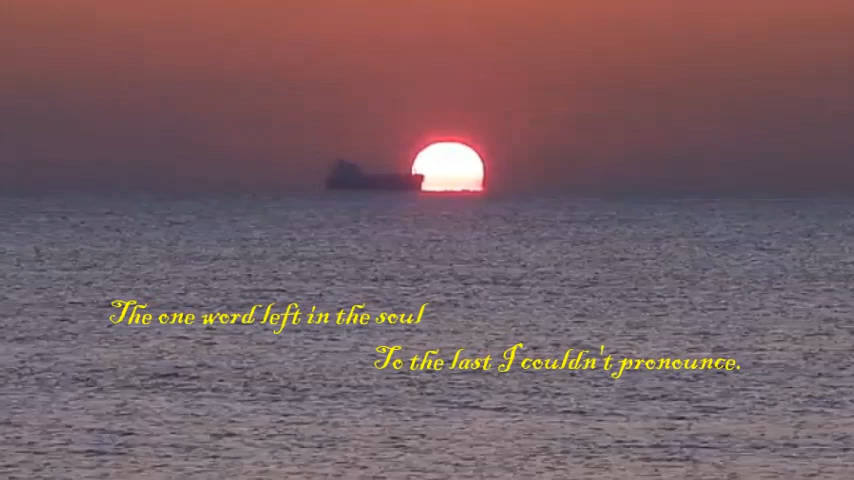 The one word left in the soul
To the last I couldn't pronounce.